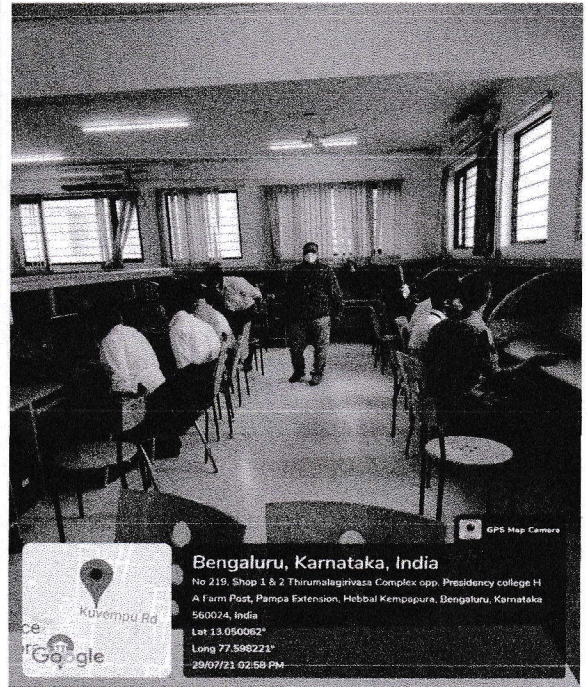 GPS Map Camera
Bengaluru, Karnataka, India
No 219, Shop 1 & 2 Thirumalagirivasa Complex opp. Presidency college H
A Farm Post, Pampa Extension, Hebbal Kempapura, Bengaluru, Karnataka
560024, India
Lat 13.050062°
Long 77.598221°
29/07/21 02:58 PM
Kuvempu Rd
Google